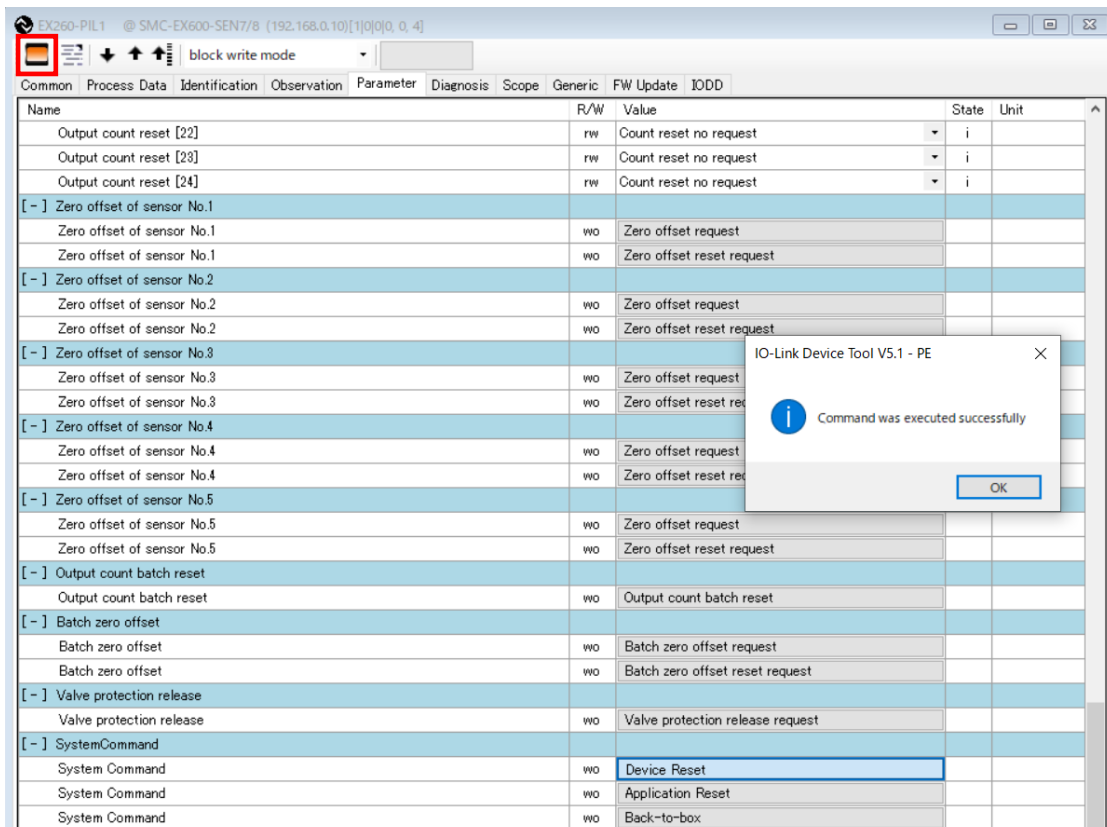 EX260-PIL1 @ SMC-EX600-SEN7/8 (192.168.0.10)[1|0|0|0, 0, 4]
block write mode
Common Process Data Identification Observation Parameter Diagnosis Scope Generic FW Update IODD
Name R/W Value State Unit
Output count reset [22] rw Count reset no request i
Output count reset [23] rw Count reset no request i
Output count reset [24] rw Count reset no request i
[-] Zero offset of sensor No.1
Zero offset of sensor No.1 wo Zero offset request
Zero offset of sensor No.1 wo Zero offset reset request
[-] Zero offset of sensor No.2
Zero offset of sensor No.2 wo Zero offset request
Zero offset of sensor No.2 wo Zero offset reset request
[-] Zero offset of sensor No.3
IO-Link Device Tool V5.1 - PE
Zero offset of sensor No.3 wo Zero offset request
Zero offset of sensor No.3 wo Zero offset reset req
Command was executed successfully
[-] Zero offset of sensor No.4
Zero offset of sensor No.4 wo Zero offset request
Zero offset of sensor No.4 wo Zero offset reset req
OK
[-] Zero offset of sensor No.5
Zero offset of sensor No.5 wo Zero offset request
Zero offset of sensor No.5 wo Zero offset reset request
[-] Output count batch reset
Output count batch reset wo Output count batch reset
[-] Batch zero offset
Batch zero offset wo Batch zero offset request
Batch zero offset wo Batch zero offset reset request
[-] Valve protection release
Valve protection release wo Valve protection release request
[-] SystemCommand
System Command wo Device Reset
System Command wo Application Reset
System Command wo Back-to-box